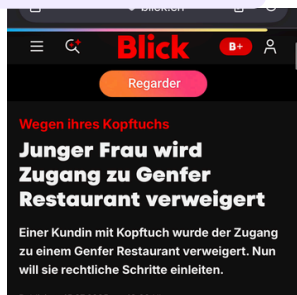 blick.ch
Blick
B+
Regarder
Wegen ihres Kopftuchs
Junger Frau wird
Zugang zu Genfer
Restaurant verweigert
Einer Kundin mit Kopftuch wurde der Zugang
zu einem Genfer Restaurant verweigert. Nun
will sie rechtliche Schritte einleiten.